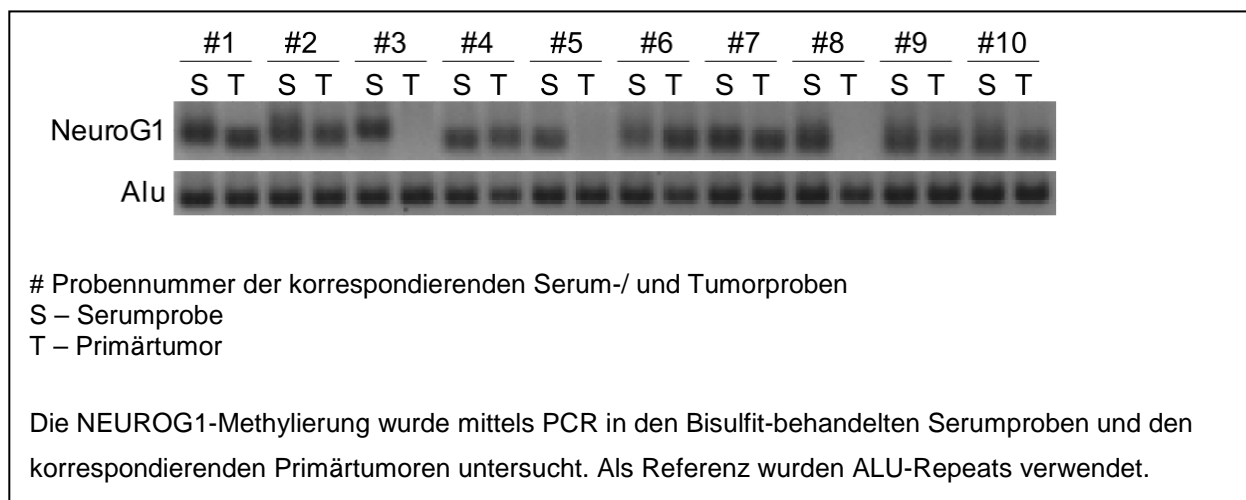 #1 #2 #3 #4 #5 #6 #7 #8 #9 #10
S T S T S T S T S T S T S T S T S T S T
NeuroG1
Alu
# Probennummer der korrespondierenden Serum-/ und Tumorproben
S – Serumprobe
T – Primärtumor
Die NEUROG1-Methylierung wurde mittels PCR in den Bisulfit-behandelten Serumproben und den
korrespondierenden Primärtumoren untersucht. Als Referenz wurden ALU-Repeats verwendet.